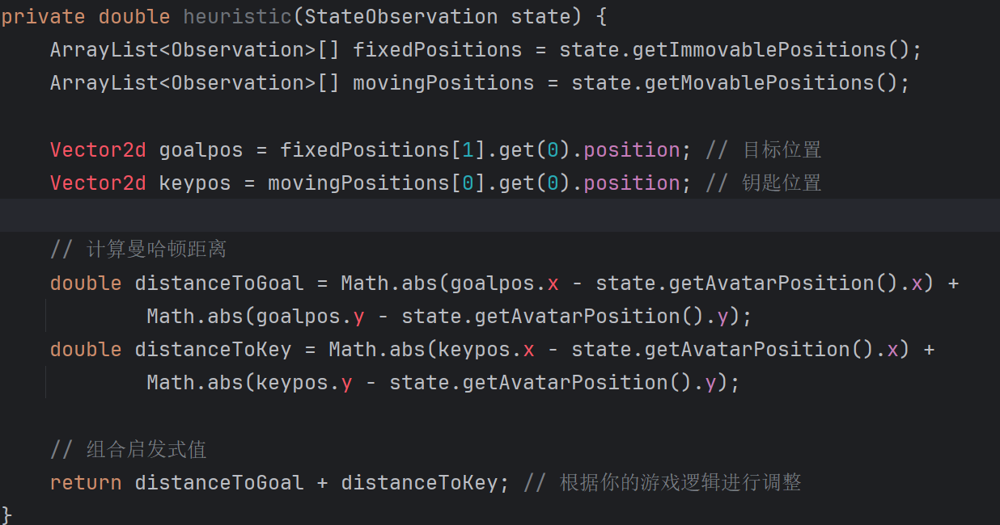 private double heuristic(StateObservation state) {
ArrayList<Observation>[] fixedPositions = state.getImmovablePositions();
ArrayList<Observation>[] movingPositions = state.getMovablePositions();
Vector2d goalpos = fixedPositions[1].get(0).position; // 目标位置
Vector2d keypos = movingPositions[0].get(0).position; // 钥匙位置
// 计算曼哈顿距离
double distanceToGoal = Math.abs(goalpos.x - state.getAvatarPosition().x) +
Math.abs(goalpos.y - state.getAvatarPosition().y);
double distanceToKey = Math.abs(keypos.x - state.getAvatarPosition().x) +
Math.abs(keypos.y - state.getAvatarPosition().y);
// 组合启发式值
return distanceToGoal + distanceToKey; // 根据你的游戏逻辑进行调整
}